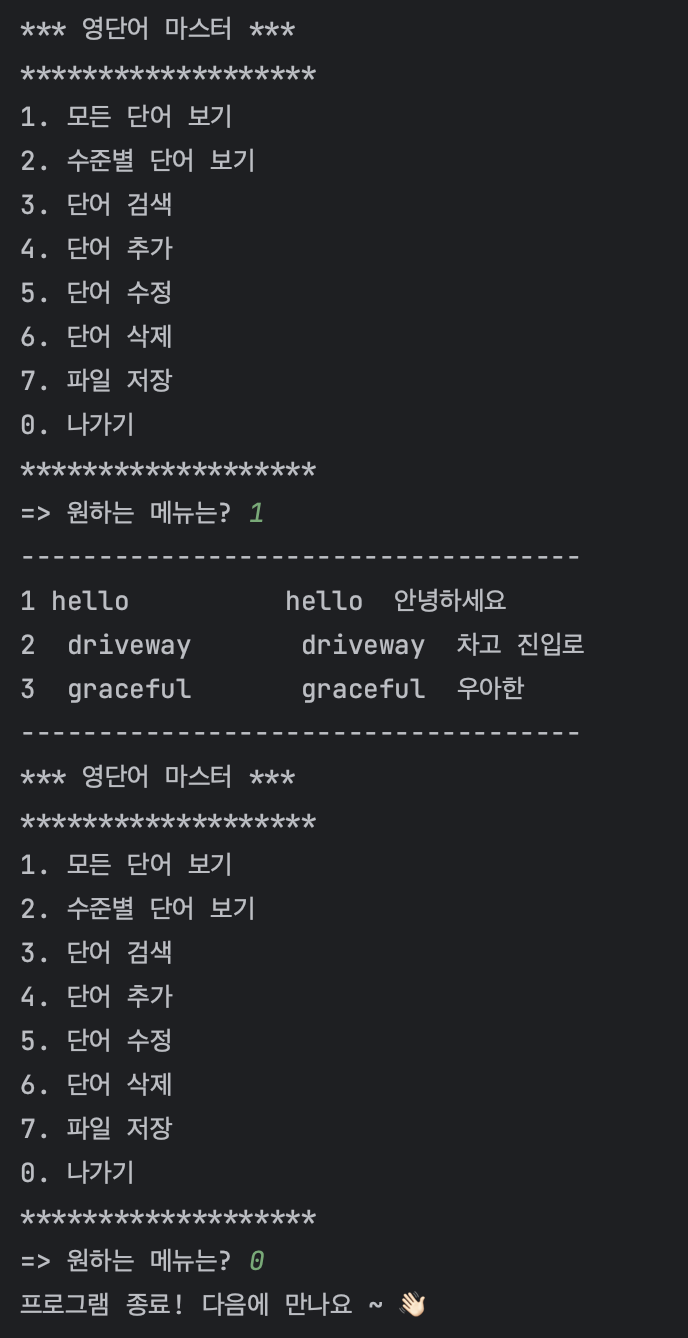 *** 영단어 마스터 ***
*******************
1. 모든 단어 보기
2. 수준별 단어 보기
3. 단어 검색
4. 단어 추가
5. 단어 수정
6. 단어 삭제
7. 파일 저장
0. 나가기
*******************
=> 원하는 메뉴는? 1
------------------------------------
1 hello          hello  안녕하세요
2  driveway       driveway  차고 진입로
3  graceful       graceful  우아한
------------------------------------
*** 영단어 마스터 ***
*******************
1. 모든 단어 보기
2. 수준별 단어 보기
3. 단어 검색
4. 단어 추가
5. 단어 수정
6. 단어 삭제
7. 파일 저장
0. 나가기
*******************
=> 원하는 메뉴는? 0
프로그램 종료! 다음에 만나요 ~ 👋🏻